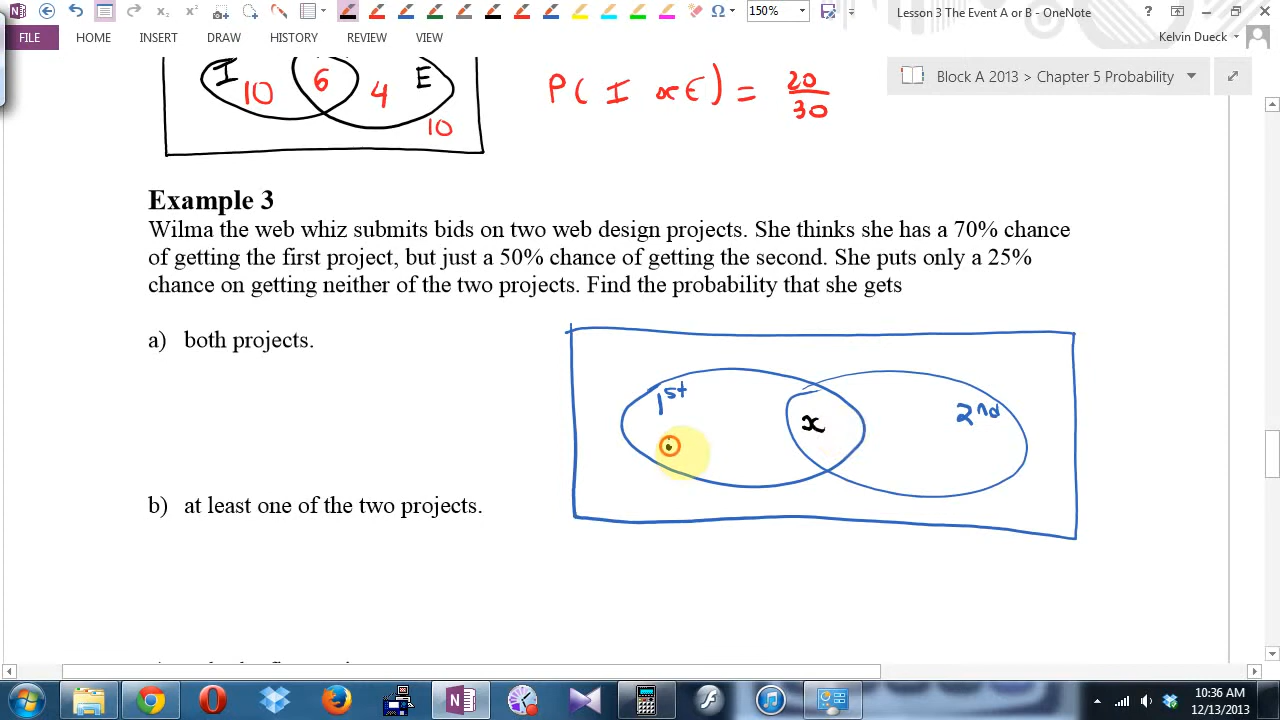 Lesson 3 The Event A or B - OneNote
150%
FILE HOME INSERT DRAW HISTORY REVIEW VIEW
Kelvin Dueck
Block A 2013 > Chapter 5 Probability
I 10 6 4 E
10
P( I or E) = 20/30
Example 3
Wilma the web whiz submits bids on two web design projects. She thinks she has a 70% chance
of getting the first project, but just a 50% chance of getting the second. She puts only a 25%
chance on getting neither of the two projects. Find the probability that she gets
a) both projects.
1st
2nd
x
b) at least one of the two projects.
10:36 AM
12/13/2013